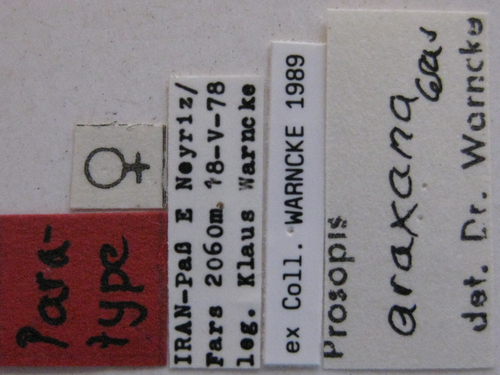 Para-
type
♀
IRAN-Paß E Neyriz/
Fars 2060m. 18-V-78
leg. Klaus Warncke
ex Coll. WARNCKE 1989
Prosopis
araxana
det. Dr. Warncke